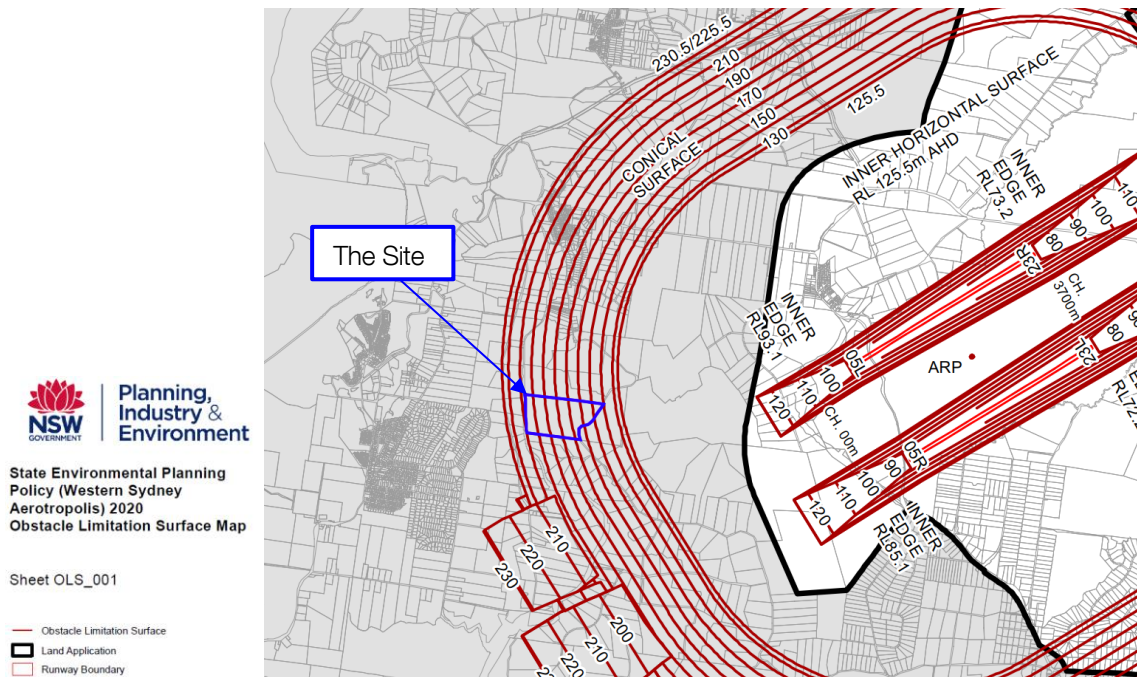 NSW
GOVERNMENT
Planning,
Industry &
Environment
State Environmental Planning
Policy (Western Sydney
Aerotropolis) 2020
Obstacle Limitation Surface Map
Sheet OLS_001
Obstacle Limitation Surface
Land Application
Runway Boundary
The Site
230.5/225.5
210
190
170
150
130
125.5
CONICAL
SURFACE
INNER HORIZONTAL SURFACE
RL 125.5m AHD
INNER
EDGE
RL73.2
110
100
90
80
23R
CH.
3700m
INNER
EDGE
RL93.1
05L
100
110
120
CH. 00m
ARP
23L
80
RL72.2
05R
90
100
110
120
INNER
EDGE
RL85.1
210
220
230
200
210
220